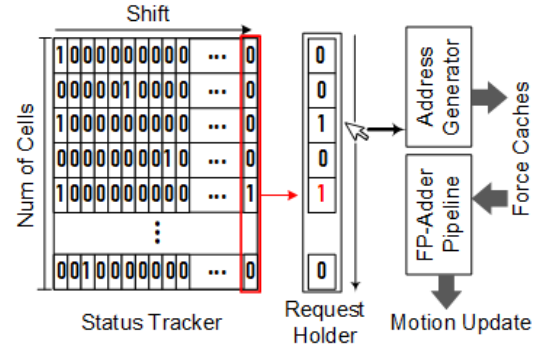 Shift
Num of Cells
1 0 0 0 0 0 0 0 0 0 ... 0
0 0 0 0 0 1 0 0 0 0 ... 0
1 0 0 0 0 0 0 0 0 0 ... 0
0 0 0 0 0 0 0 0 1 0 ... 0
1 0 0 0 0 0 0 0 0 0 ... 1
0 0 1 0 0 0 0 0 0 0 ... 0
Status Tracker
0
0
1
0
1
0
Request
Holder
Address
Generator
FP-Adder
Pipeline
Force Caches
Motion Update